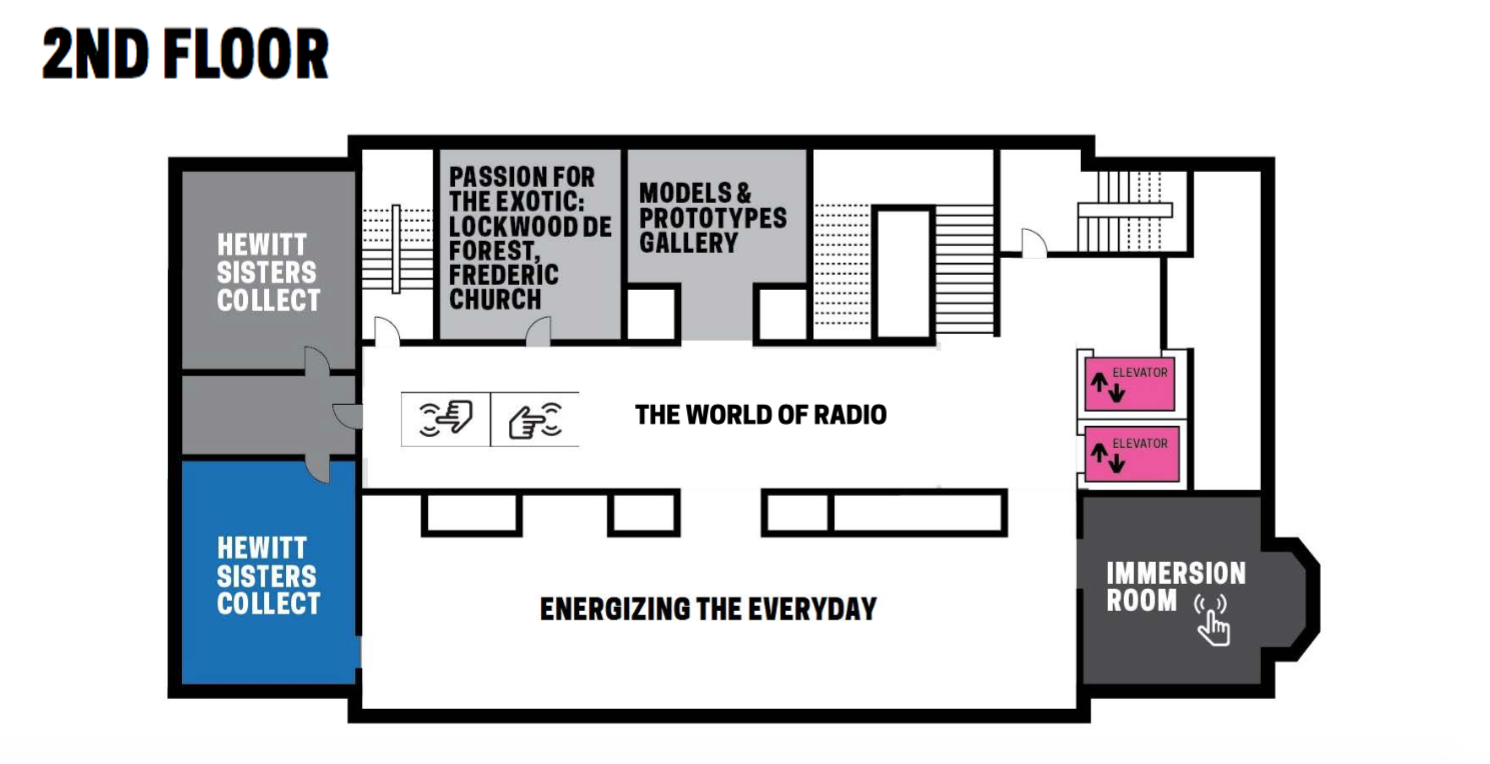 2ND FLOOR
HEWITT
SISTERS
COLLECT
PASSION FOR
THE EXOTIC:
LOCKWOOD DE
FOREST,
FREDERIC
CHURCH
MODELS &
PROTOTYPES
GALLERY
ELEVATOR
THE WORLD OF RADIO
ELEVATOR
HEWITT
SISTERS
COLLECT
ENERGIZING THE EVERYDAY
IMMERSION
ROOM